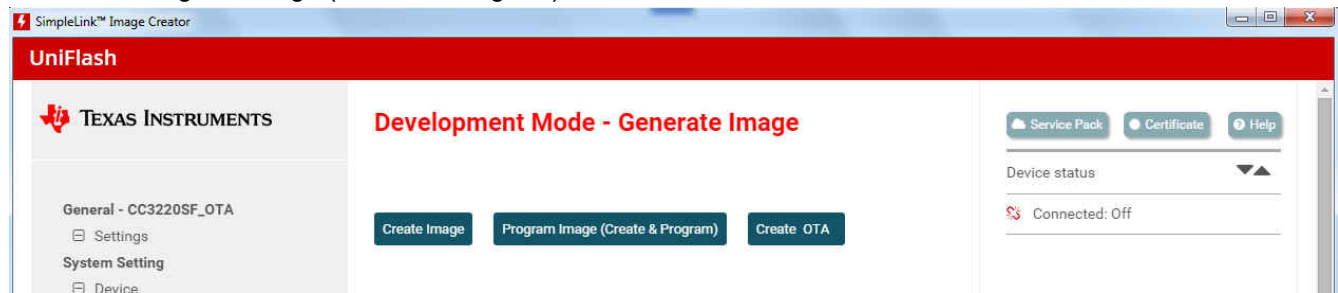 SimpleLink™ Image Creator
UniFlash
TEXAS INSTRUMENTS
General - CC3220SF_OTA
Settings
System Setting
Device
Development Mode - Generate Image
Create Image
Program Image (Create & Program)
Create OTA
Service Pack
Certificate
Help
Device status
Connected: Off